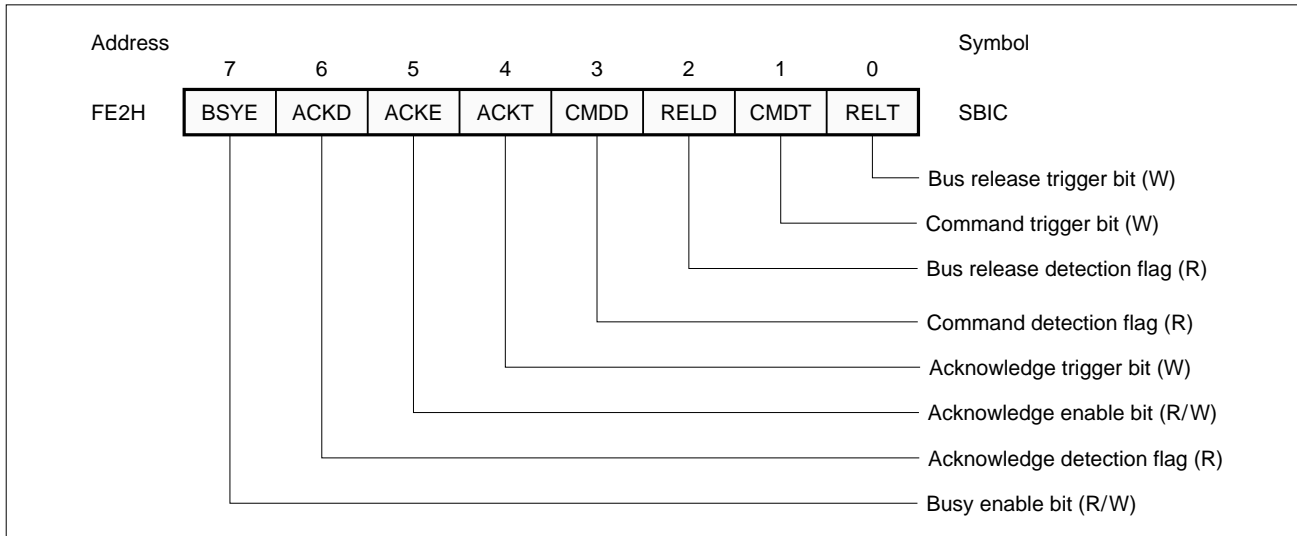 Address Symbol
7 6 5 4 3 2 1 0
FE2H BSYE ACKD ACKE ACKT CMDD RELD CMDT RELT SBIC
Bus release trigger bit (W)
Command trigger bit (W)
Bus release detection flag (R)
Command detection flag (R)
Acknowledge trigger bit (W)
Acknowledge enable bit (R/W)
Acknowledge detection flag (R)
Busy enable bit (R/W)